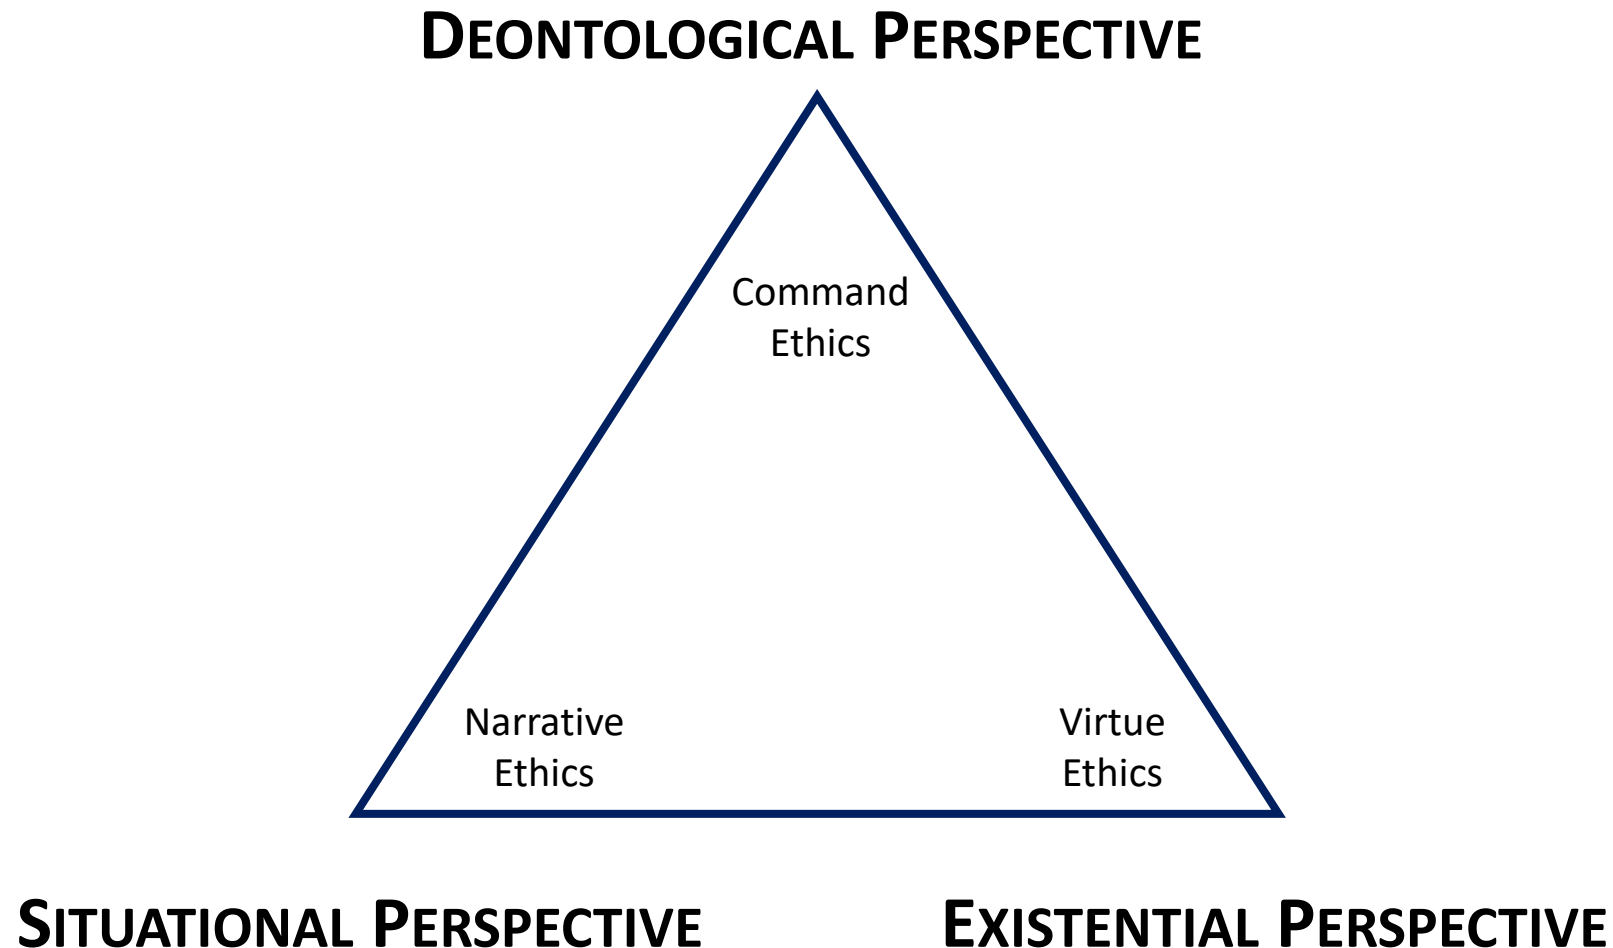 DEONTOLOGICAL PERSPECTIVE
Command
Ethics
Narrative
Ethics
Virtue
Ethics
SITUATIONAL PERSPECTIVE
EXISTENTIAL PERSPECTIVE